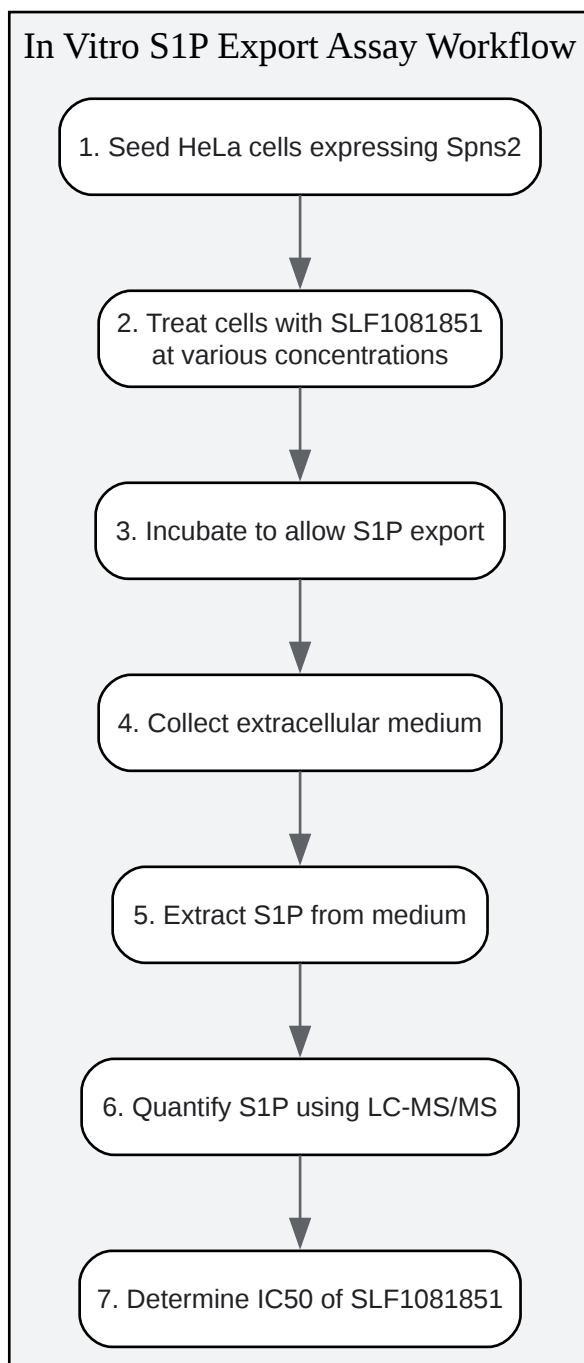 In Vitro S1P Export Assay Workflow
1. Seed HeLa cells expressing Spns2
2. Treat cells with SLF1081851
at various concentrations
3. Incubate to allow S1P export
4. Collect extracellular medium
5. Extract S1P from medium
6. Quantify S1P using LC-MS/MS
7. Determine IC50 of SLF1081851